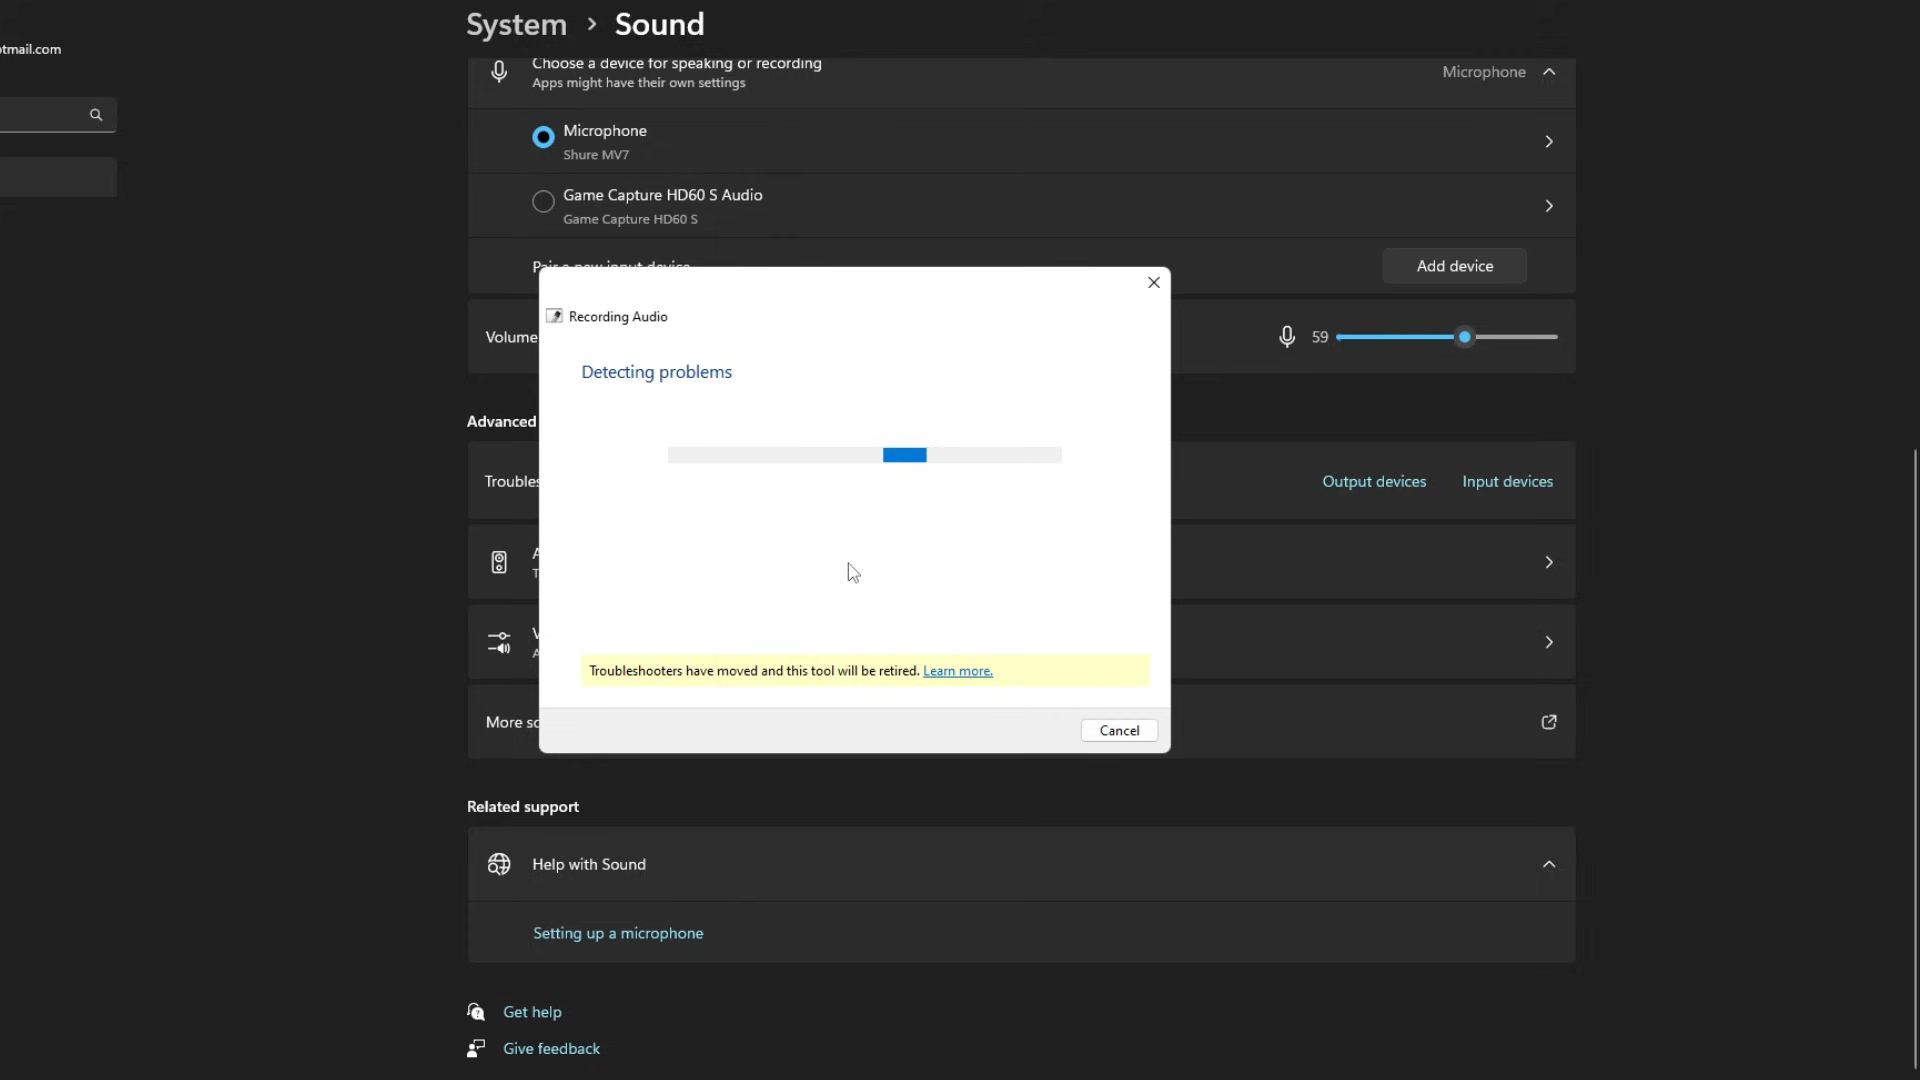 System > Sound
otmail.com
Choose a device for speaking or recording
Apps might have their own settings
Microphone
Microphone
Shure MV7
Game Capture HD60 S Audio
Game Capture HD60 S
Add device
Recording Audio
Volume
59
Detecting problems
Advanced
Output devices
Input devices
Troubleshooters have moved and this tool will be retired. Learn more.
More
Cancel
Related support
Help with Sound
Setting up a microphone
Get help
Give feedback